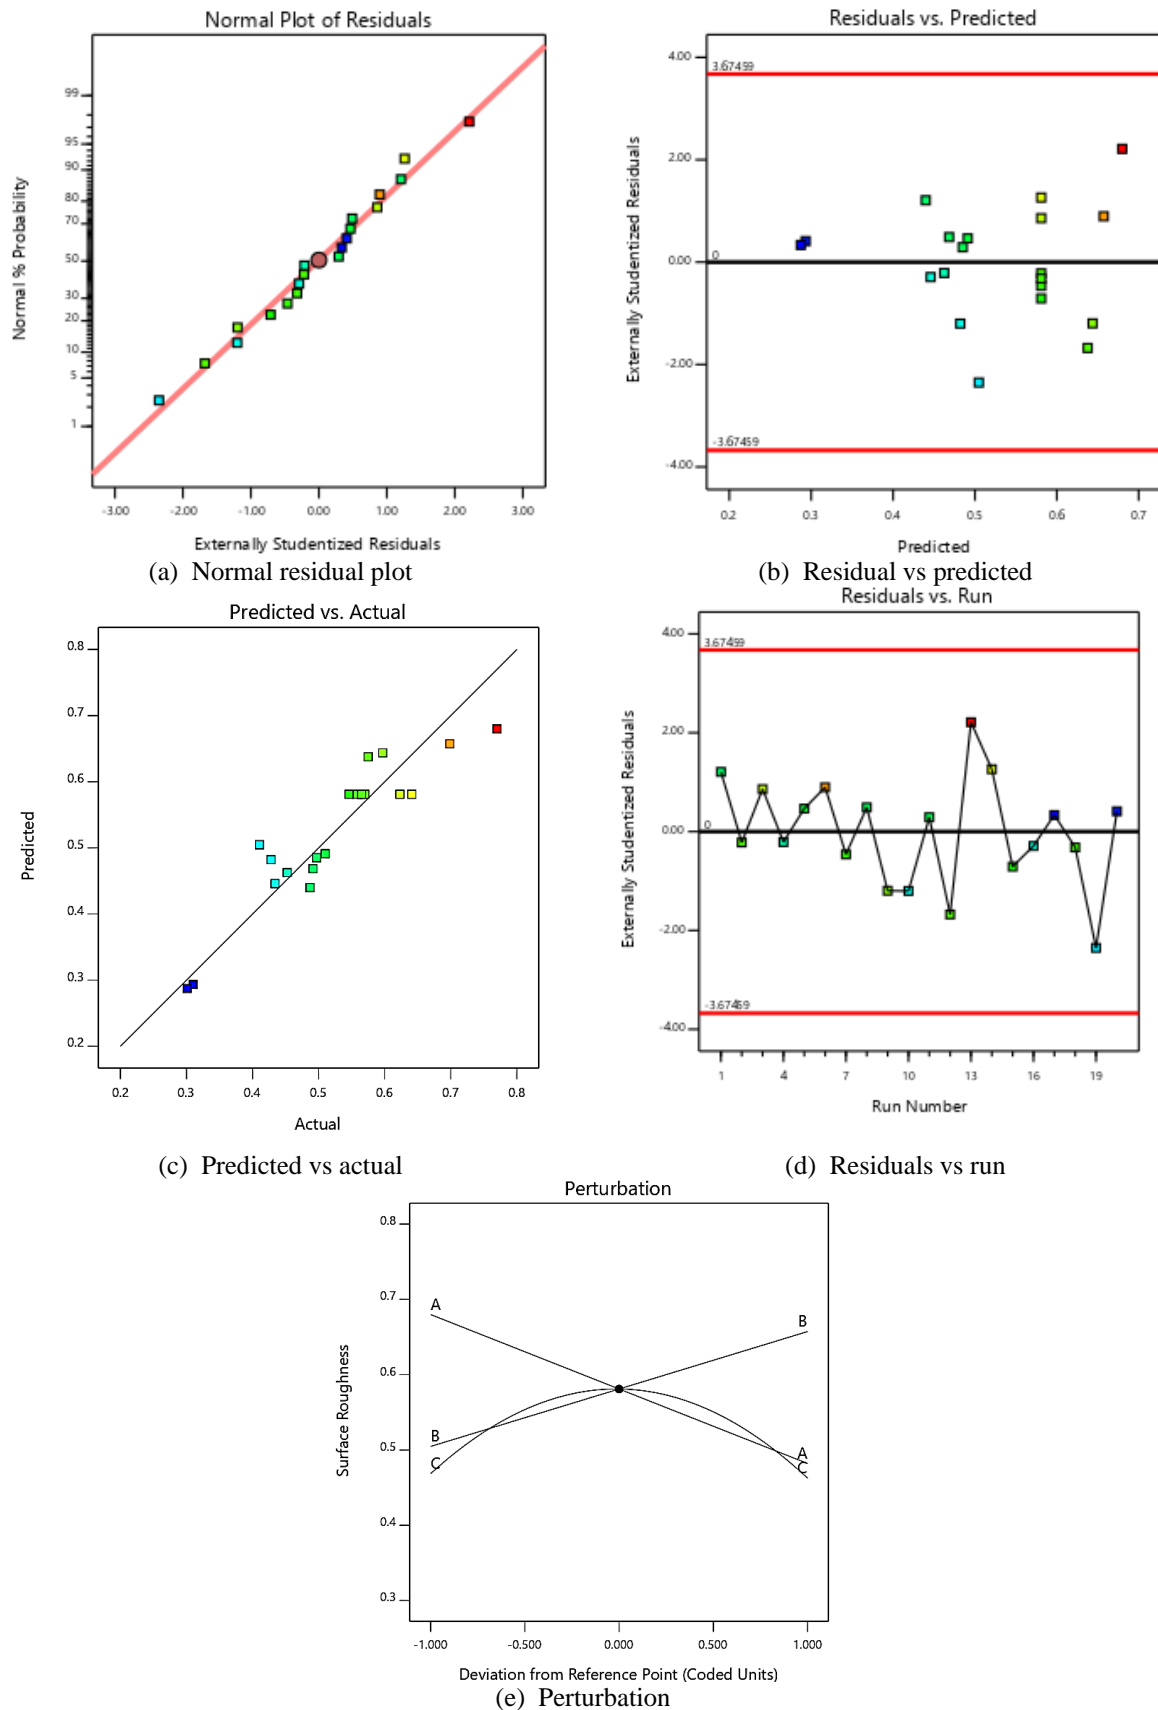 Normal Plot of Residuals
99
95
90
80
70
50
30
20
10
5
1
Normal % Probability
-3.00 -2.00 -1.00 0.00 1.00 2.00 3.00
Externally Studentized Residuals
(a) Normal residual plot
Residuals vs. Predicted
4.00
3.67459
2.00
0
0.00
-2.00
-3.67459
-4.00
Externally Studentized Residuals
0.2 0.3 0.4 0.5 0.6 0.7
Predicted
(b) Residual vs predicted
Predicted vs. Actual
0.8
0.7
0.6
0.5
0.4
0.3
0.2
Predicted
0.2 0.3 0.4 0.5 0.6 0.7 0.8
Actual
(c) Predicted vs actual
Residuals vs. Run
4.00
3.67459
2.00
0
0.00
-2.00
-3.67459
-4.00
Externally Studentized Residuals
1 4 7 10 13 16 19
Run Number
(d) Residuals vs run
Perturbation
0.8
0.7
0.6
0.5
0.4
0.3
Surface Roughness
A
B
B
C
A
C
-1.000 -0.500 0.000 0.500 1.000
Deviation from Reference Point (Coded Units)
(e) Perturbation